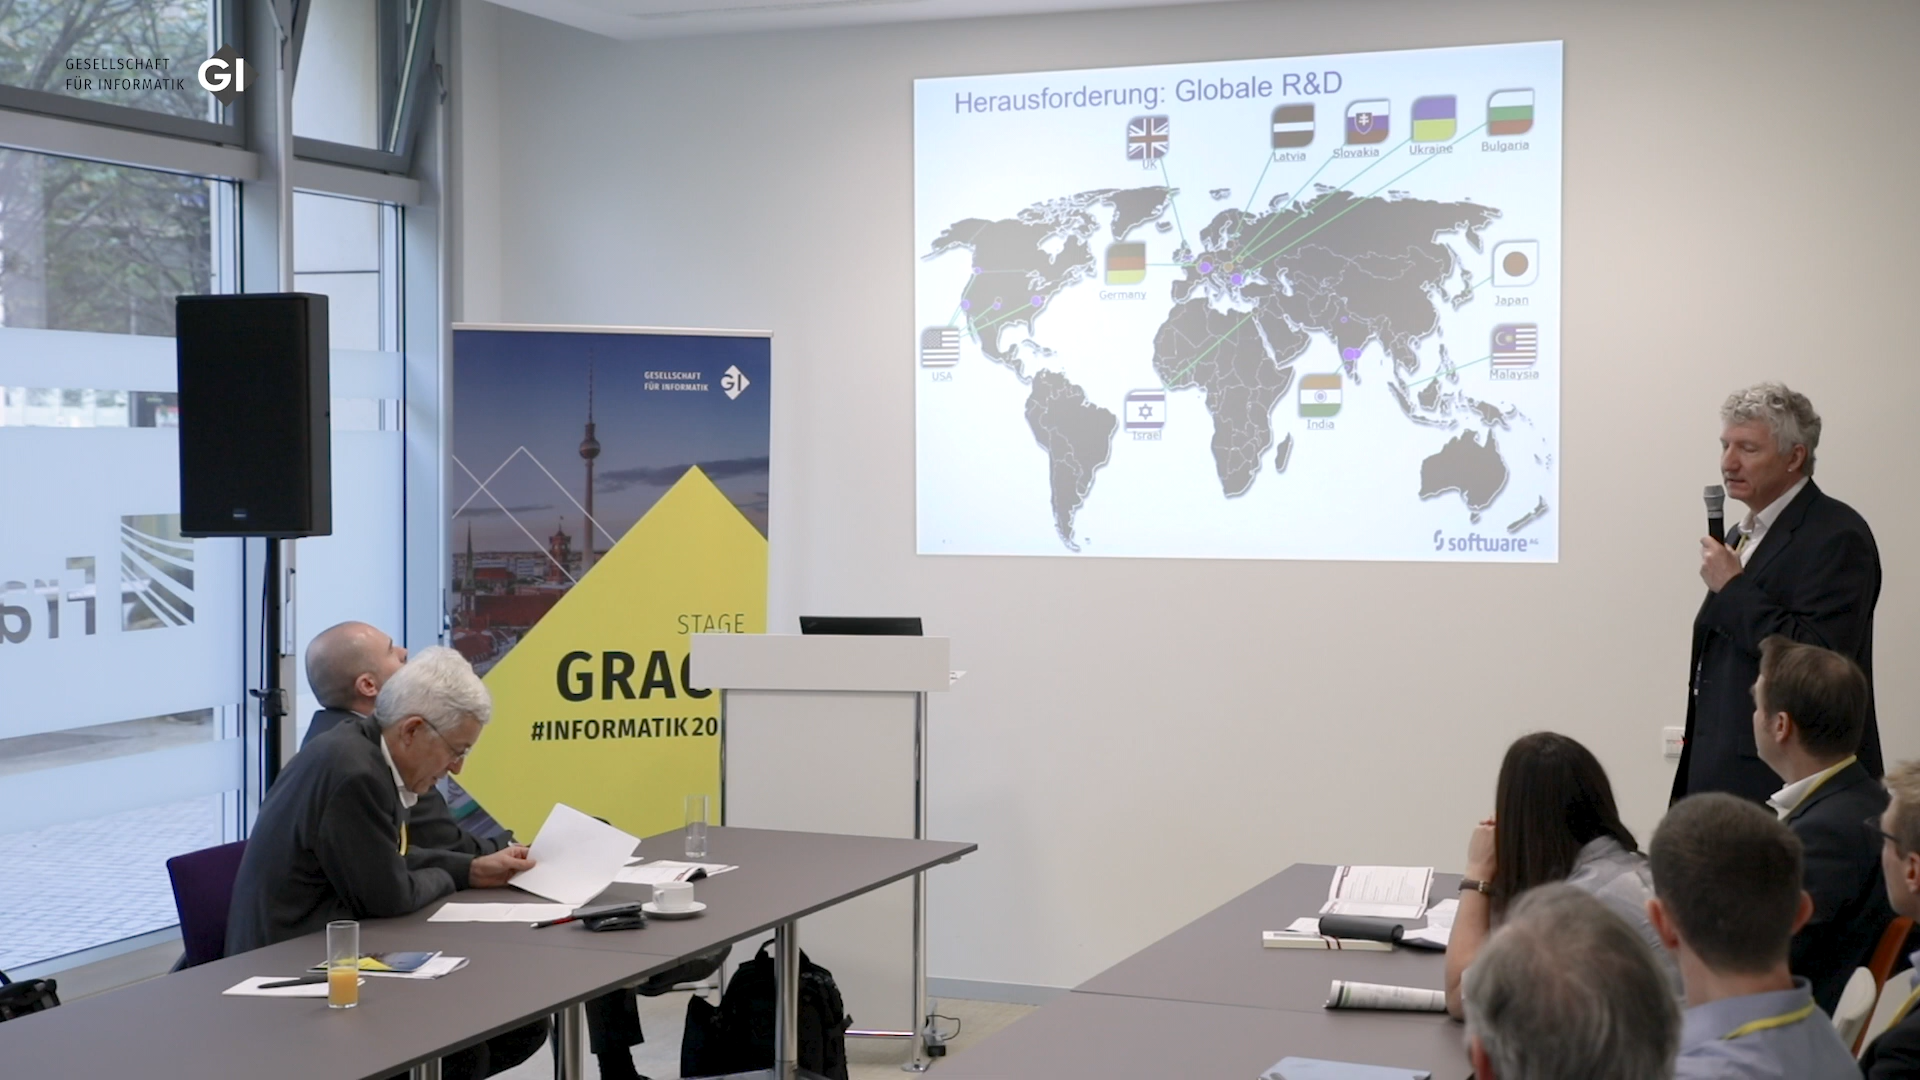 GESELLSCHAFT
FÜR INFORMATIK
GI
Herausforderung: Globale R&D
UK
Latvia
Slovakia
Ukraine
Bulgaria
Germany
Japan
USA
Israel
India
Malaysia
software AG
GESELLSCHAFT
FÜR INFORMATIK
GI
STAGE
GRAC
#INFORMATIK20